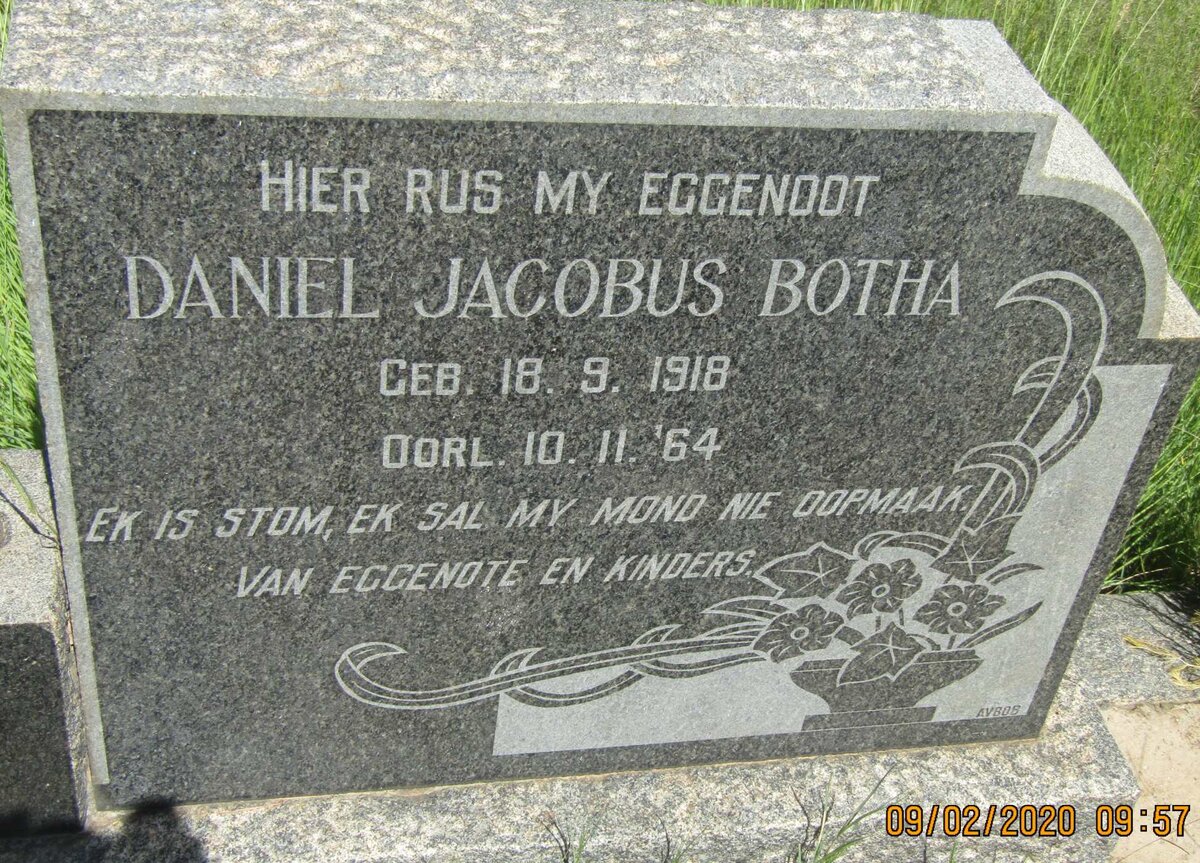 HIER RUS MY EGGENOOT
DANIEL JACOBUS BOTHA
GEB. 18. 9. 1918
OORL. 10. 11. '64
EK IS STOM, EK SAL MY MOND NIE OOPMAAK.
VAN EGGENOTE EN KINDERS.
AVBOB
09/02/2020 09:57